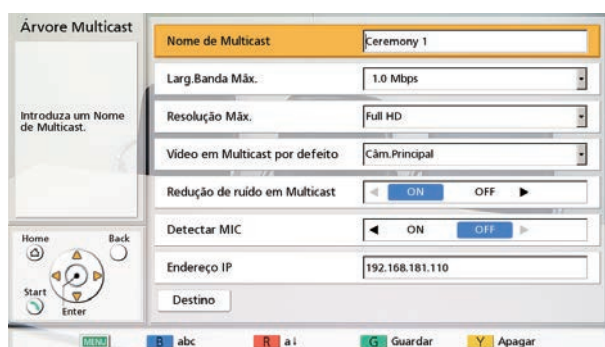 Árvore Multicast
Introduza um Nome
de Multicast.
Nome de Multicast Ceremony 1
Larg.Banda Máx. 1.0 Mbps
Resolução Máx. Full HD
Vídeo em Multicast por defeito Câm.Principal
Redução de ruído em Multicast ON OFF
Detectar MIC ON OFF
Endereço IP 192.168.181.110
Destino
Home Back
Start Enter
MENU B abc R a↓ G Guardar Y Apagar